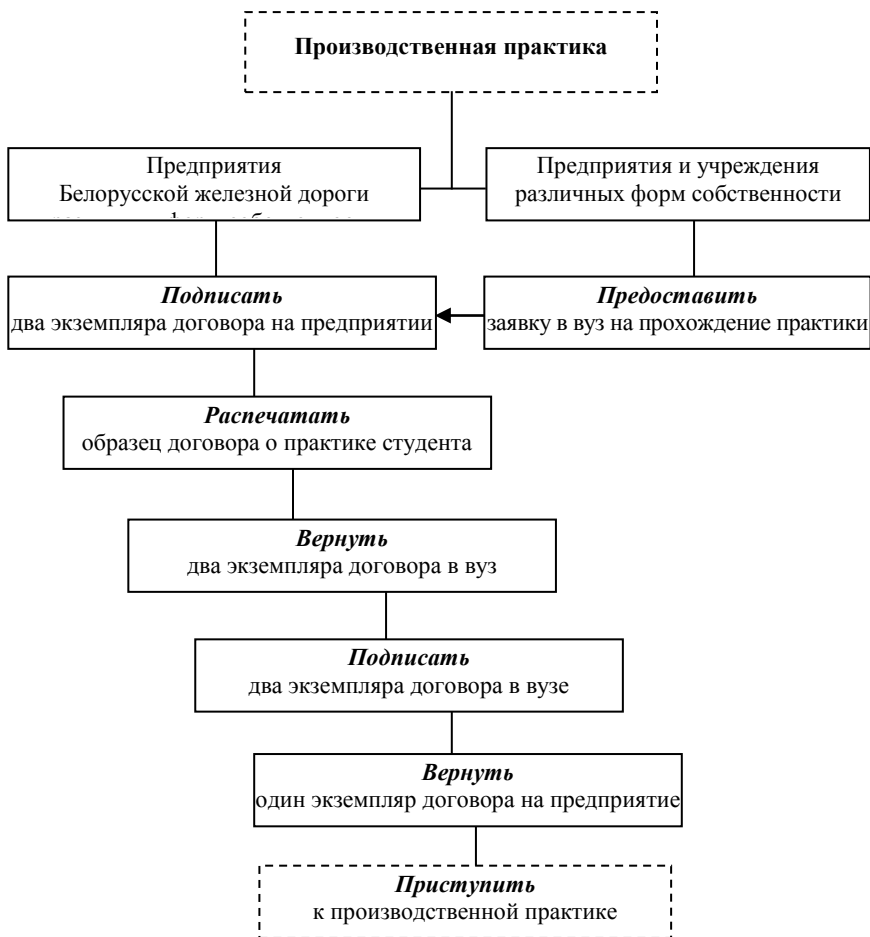 Производственная практика
Предприятия
Белорусской железной дороги
Предприятия и учреждения
различных форм собственности
Подписать
два экземпляра договора на предприятии
Предоставить
заявку в вуз на прохождение практики
Распечатать
образец договора о практике студента
Вернуть
два экземпляра договора в вуз
Подписать
два экземпляра договора в вузе
Вернуть
один экземпляр договора на предприятие
Приступить
к производственной практике